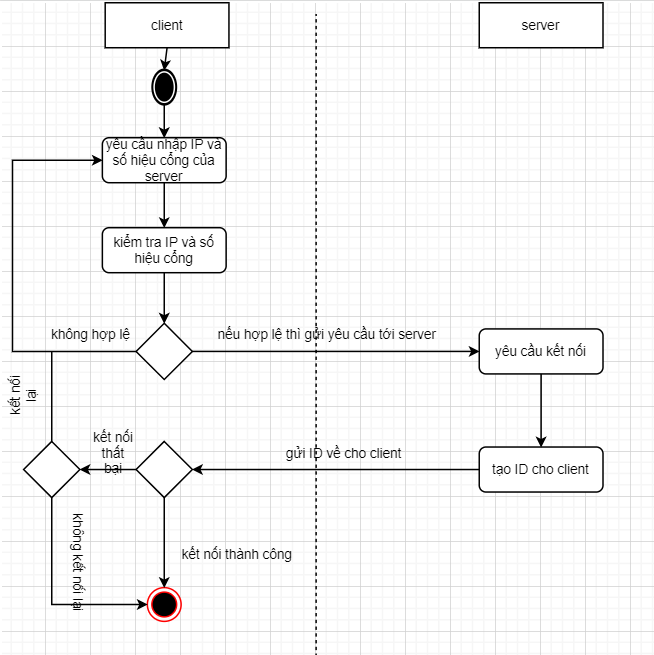 client
server
yêu cầu nhập IP và
số hiệu cổng của
server
kiểm tra IP và số
hiệu cổng
không hợp lệ
nếu hợp lệ thì gửi yêu cầu tới server
yêu cầu kết nối
kết nối
lại
kết nối
thất
bại
gửi ID về cho client
tạo ID cho client
không kết nối lại
kết nối thành công